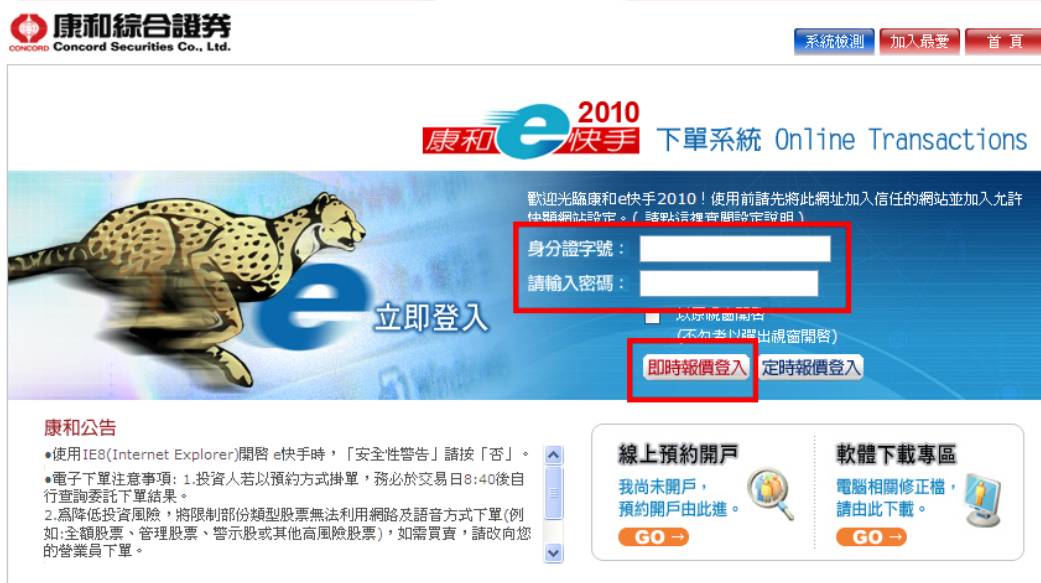 康和綜合證券
CONCORD Concord Securities Co., Ltd.
系統檢測 加入最愛 首 頁
2010
康和e快手 下單系統 Online Transactions
歡迎光臨康和e快手2010！使用前請先將此網址加入信任的網站並加入允許
快顯網站設定。( 請點這裡查閱設定說明 )
身分證字號：
請輸入密碼：
e 立即登入
以原視窗開啓
(不勾者以彈出視窗開啓)
即時報價登入 定時報價登入
康和公告
●使用IE8(Internet Explorer)開啓 e快手時，「安全性警告」請按「否」。
●電子下單注意事項: 1.投資人若以預約方式掛單，務必於交易日8:40後自
行查詢委託下單結果。
2.爲降低投資風險，將限制部份類型股票無法利用網路及語音方式下單(例
如:全額股票、管理股票、警示股或其他高風險股票)，如需買賣，請改向您
的營業員下單。
線上預約開戶
我尚未開戶，
預約開戶由此進。
GO →
軟體下載專區
電腦相關修正檔，
請由此下載。
GO →